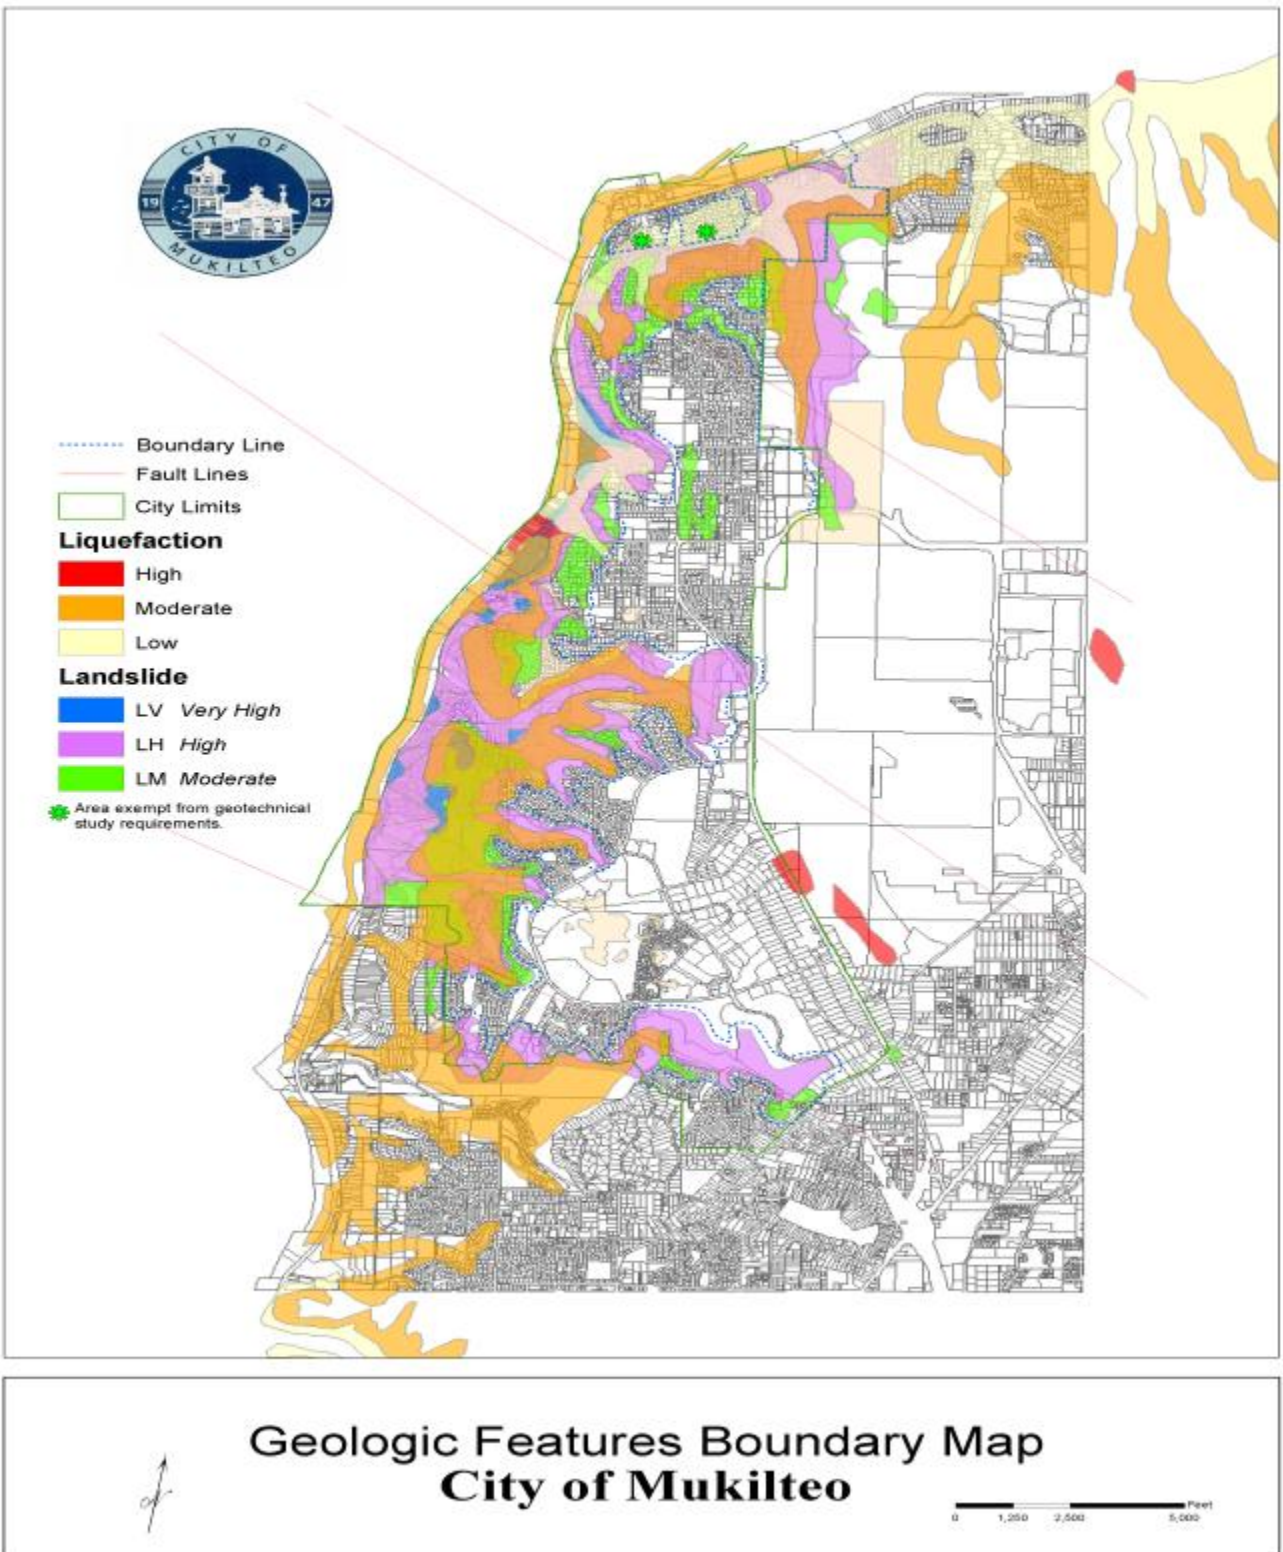 CITY OF
19 47
MUKILTEO
Boundary Line
Fault Lines
City Limits
Liquefaction
High
Moderate
Low
Landslide
LV Very High
LH High
LM Moderate
Area exempt from geotechnical
study requirements.
Geologic Features Boundary Map
City of Mukilteo
Feet
0 1,250 2,500 5,000